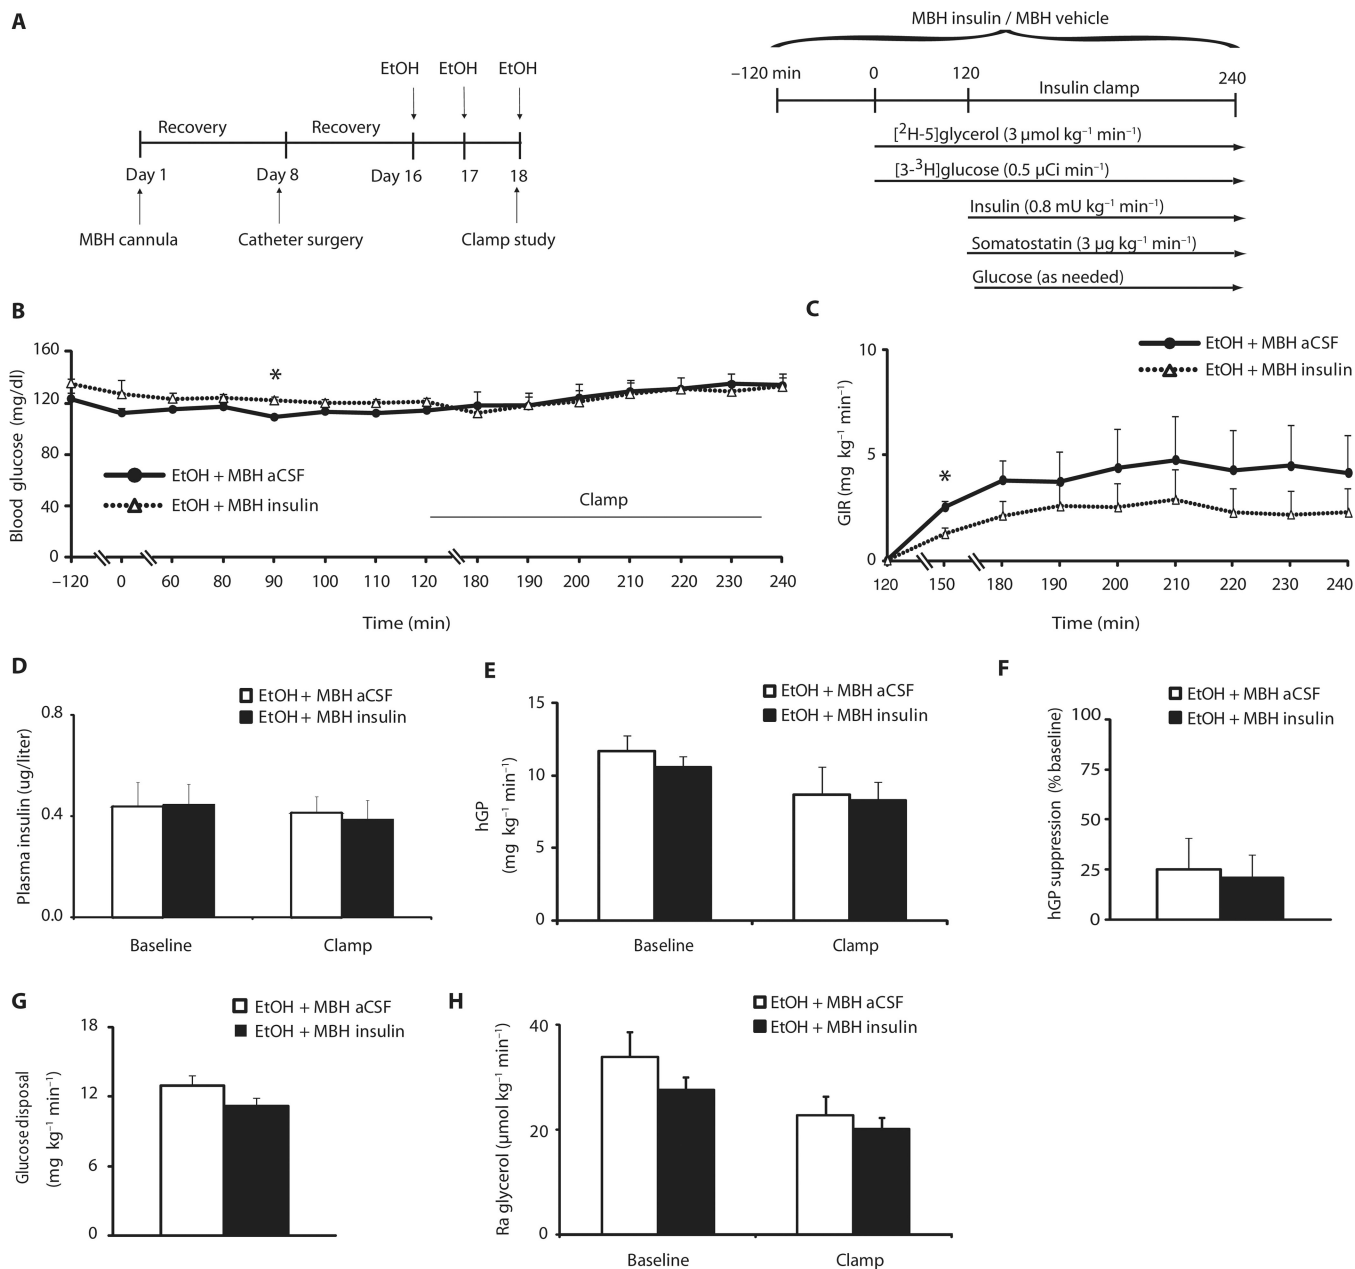 A
MBH insulin / MBH vehicle
EtOH EtOH EtOH
–120 min 0 120 240
Insulin clamp
Recovery Recovery
[²H-5]glycerol (3 μmol kg⁻¹ min⁻¹)
Day 1 Day 8 Day 16 17 18
[3-³H]glucose (0.5 μCi min⁻¹)
Insulin (0.8 mU kg⁻¹ min⁻¹)
MBH cannula Catheter surgery Clamp study
Somatostatin (3 μg kg⁻¹ min⁻¹)
Glucose (as needed)
B
Blood glucose (mg/dl)
160
120
80
40
0
*
EtOH + MBH aCSF
EtOH + MBH insulin
Clamp
–120 0 60 80 90 100 110 120 180 190 200 210 220 230 240
Time (min)
C
GIR (mg kg⁻¹ min⁻¹)
10
5
0
EtOH + MBH aCSF
EtOH + MBH insulin
*
120 150 180 190 200 210 220 230 240
Time (min)
D
Plasma insulin (ug/liter)
0.8
0.4
0.0
EtOH + MBH aCSF
EtOH + MBH insulin
Baseline Clamp
E
hGP
(mg kg⁻¹ min⁻¹)
15
10
5
0
EtOH + MBH aCSF
EtOH + MBH insulin
Baseline Clamp
F
hGP suppression (% baseline)
100
75
50
25
0
EtOH + MBH aCSF
EtOH + MBH insulin
G
Glucose disposal
(mg kg⁻¹ min⁻¹)
18
12
6
0
EtOH + MBH aCSF
EtOH + MBH insulin
H
Ra glycerol (μmol kg⁻¹ min⁻¹)
40
20
0
EtOH + MBH aCSF
EtOH + MBH insulin
Baseline Clamp